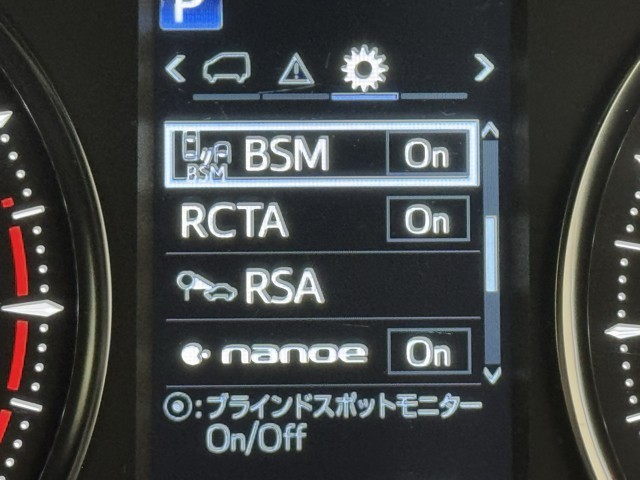 P
BSM BSM On
RCTA On
RSA
nanoe On
◎:ブラインドスポットモニター
On/Off